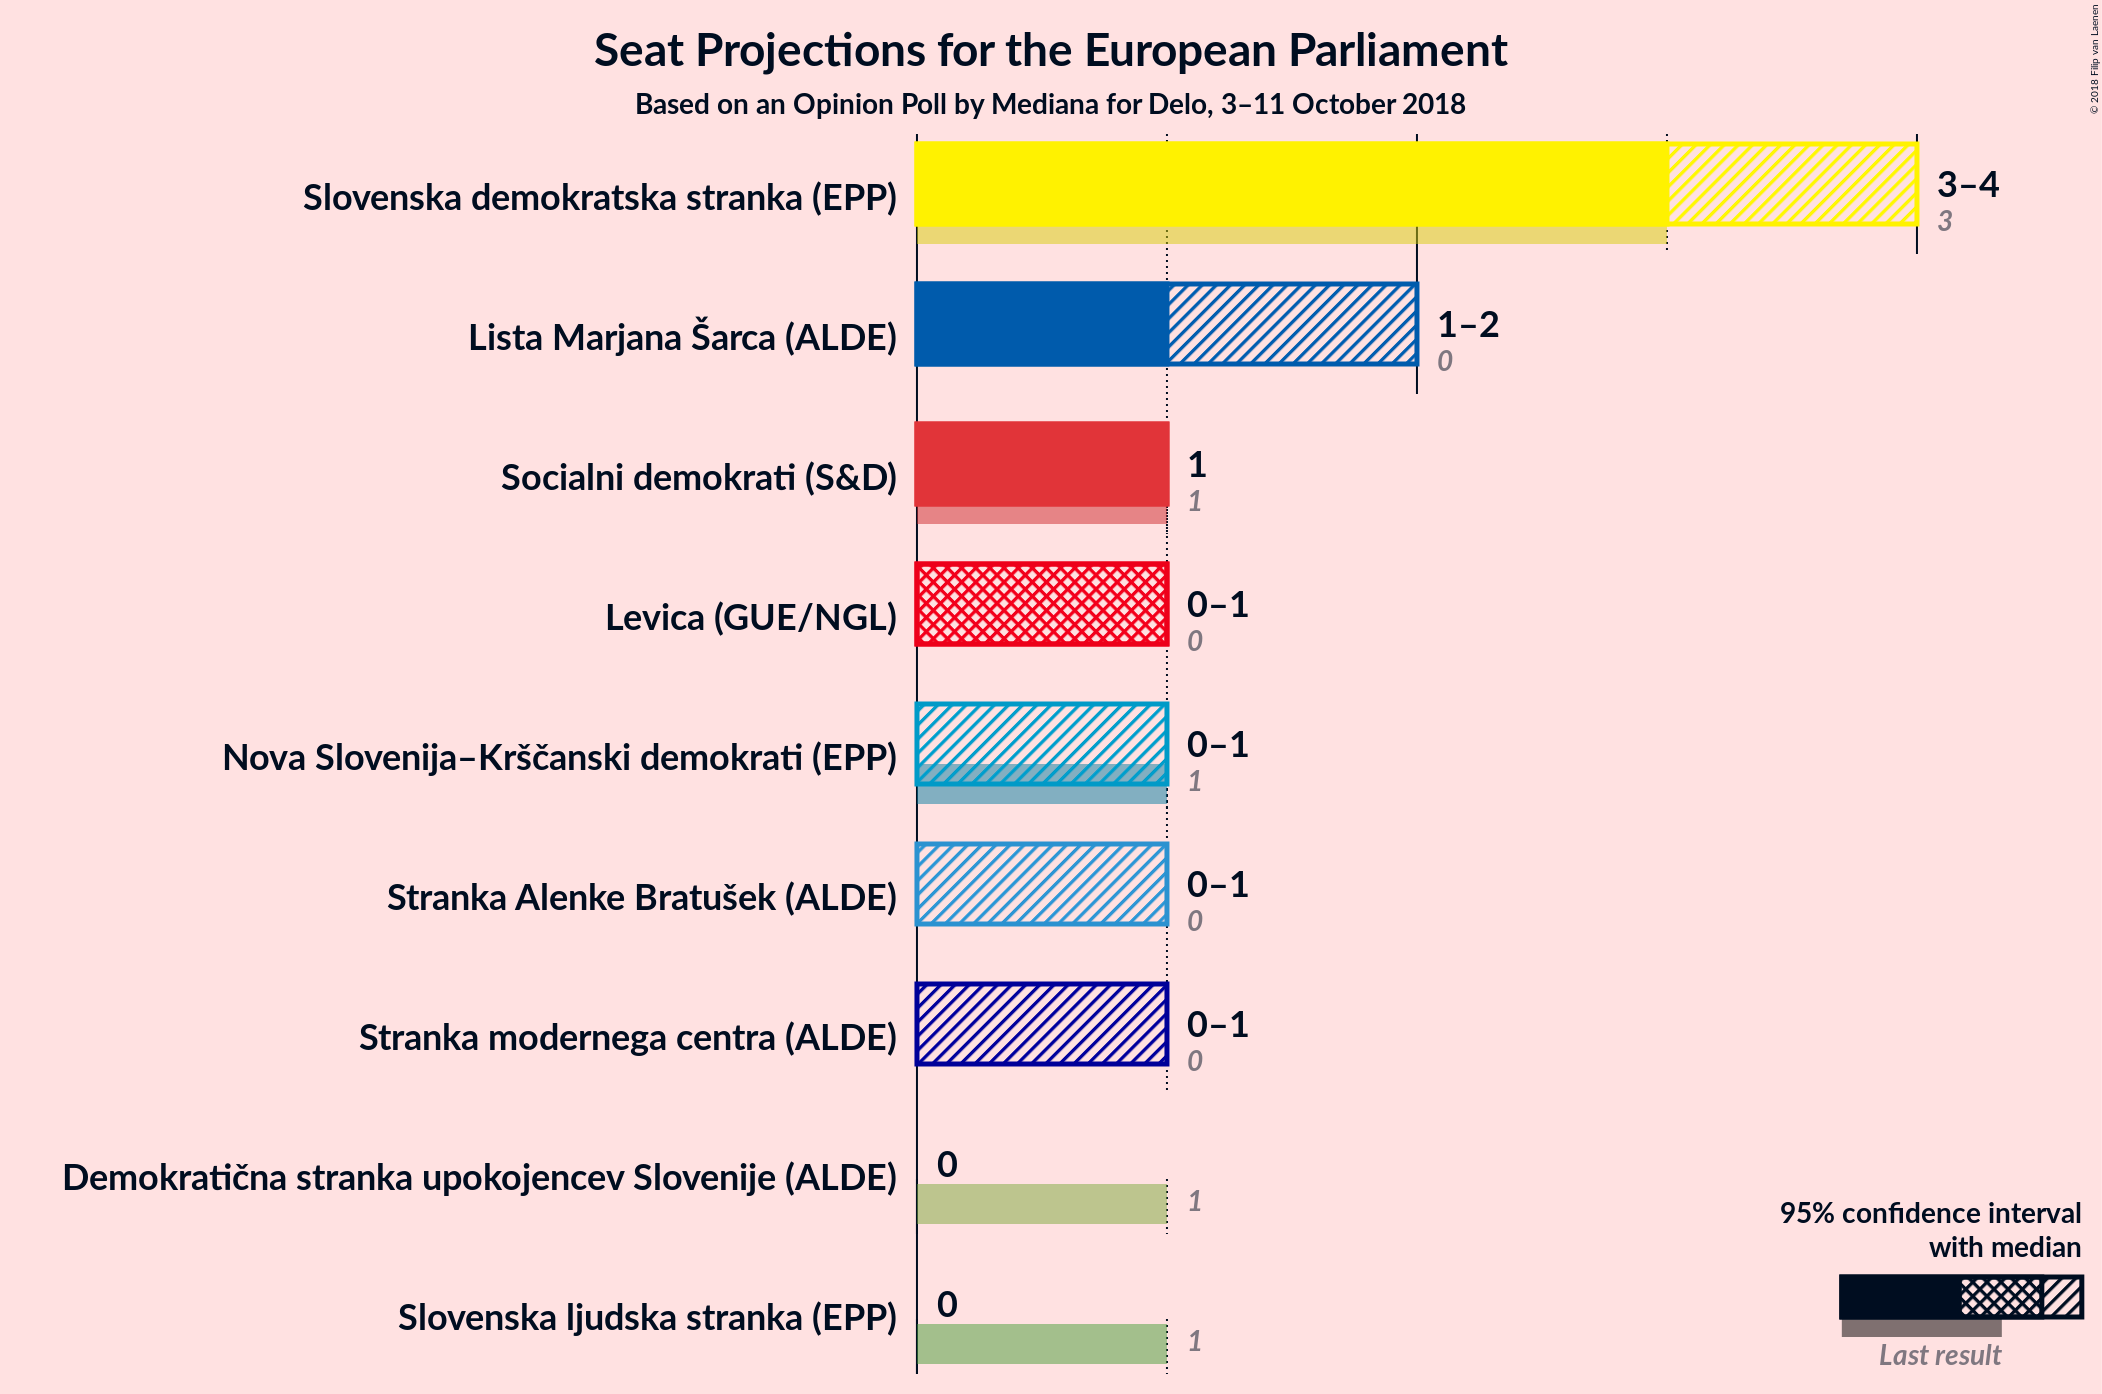 Seat Projections for the European Parliament
Based on an Opinion Poll by Mediana for Delo, 3–11 October 2018
© 2018 Filip van Laenen
Slovenska demokratska stranka (EPP)
3–4
3
Lista Marjana Šarca (ALDE)
1–2
0
Socialni demokrati (S&D)
1
1
Levica (GUE/NGL)
0–1
0
Nova Slovenija–Krščanski demokrati (EPP)
0–1
1
Stranka Alenke Bratušek (ALDE)
0–1
0
Stranka modernega centra (ALDE)
0–1
0
Demokratična stranka upokojencev Slovenije (ALDE)
0
1
Slovenska ljudska stranka (EPP)
0
1
95% confidence interval
with median
Last result